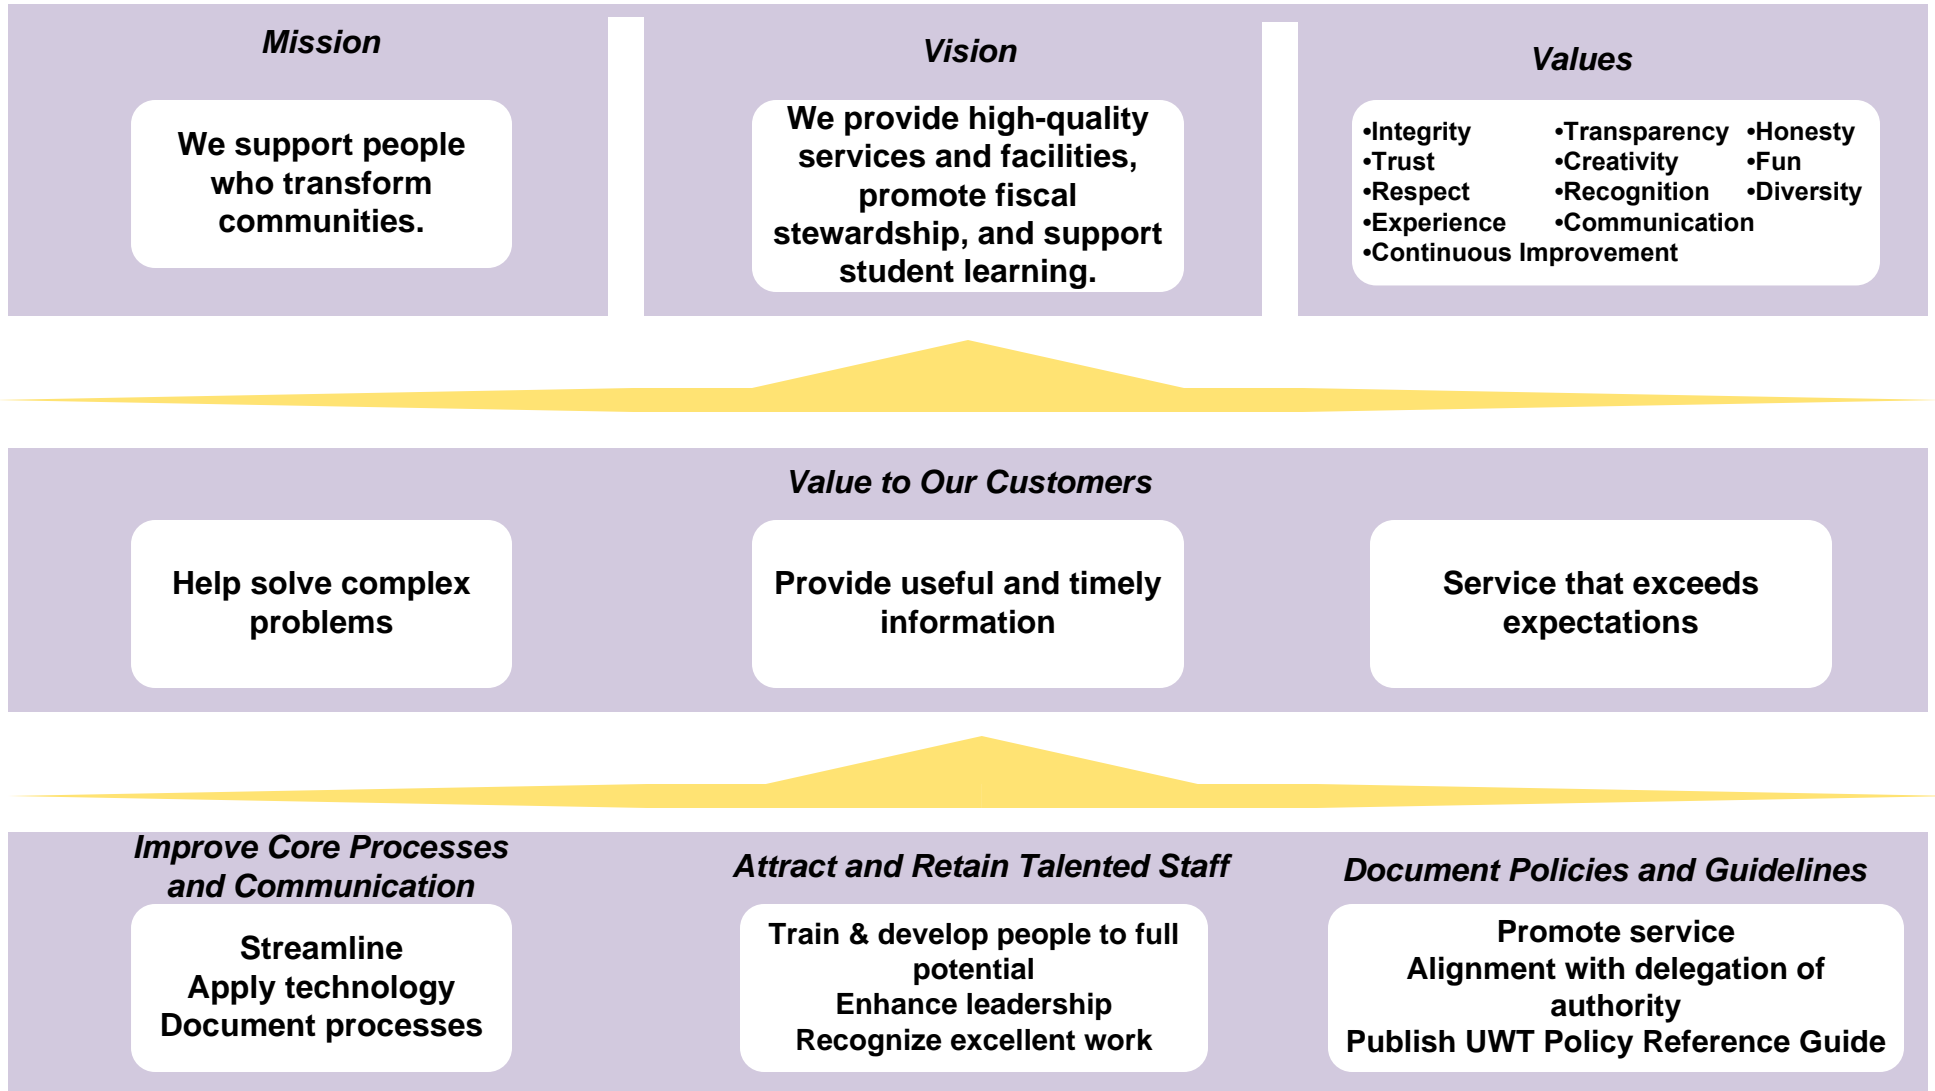 Mission
We support people
who transform
communities.
Vision
We provide high-quality
services and facilities,
promote fiscal
stewardship, and support
student learning.
Values
•Integrity •Transparency •Honesty
•Trust •Creativity •Fun
•Respect •Recognition •Diversity
•Experience •Communication
•Continuous Improvement
Value to Our Customers
Help solve complex
problems
Provide useful and timely
information
Service that exceeds
expectations
Improve Core Processes
and Communication
Streamline
Apply technology
Document processes
Attract and Retain Talented Staff
Train & develop people to full
potential
Enhance leadership
Recognize excellent work
Document Policies and Guidelines
Promote service
Alignment with delegation of
authority
Publish UWT Policy Reference Guide